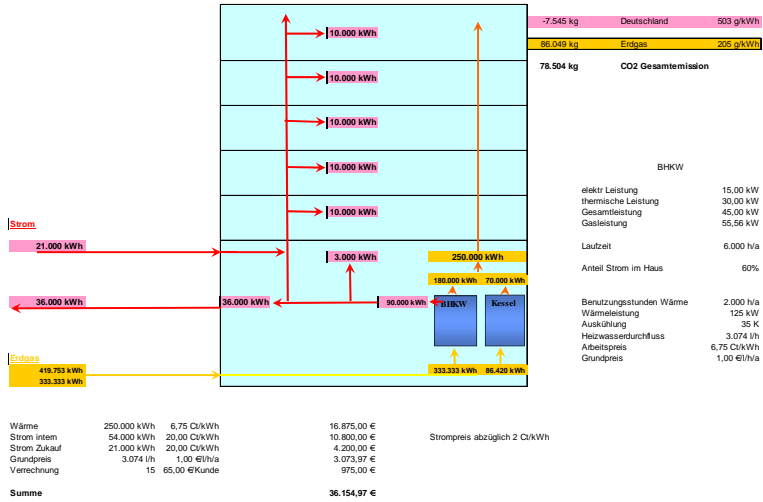 -7.545 kg Deutschland 503 g/kWh
10.000 kWh
86.049 kg Erdgas 205 g/kWh
78.504 kg CO2 Gesamtemission
10.000 kWh
10.000 kWh
10.000 kWh
10.000 kWh
BHKW
elektr Leistung 15,00 kW
thermische Leistung 30,00 kW
Gesamtleistung 45,00 kW
Gasleistung 55,56 kW
Laufzeit 6.000 h/a
Anteil Strom im Haus 60%
Benutzungsstunden Wärme 2.000 h/a
Wärmeleistung 125 kW
Auskühlung 35 K
Heizwasserdurchfluss 3.074 l/h
Arbeitspreis 6,75 Ct/kWh
Grundpreis 1,00 €/l/h/a
Strom
21.000 kWh
3.000 kWh
250.000 kWh
180.000 kWh 70.000 kWh
36.000 kWh
36.000 kWh
90.000 kWh
BHKW
Kessel
Erdgas
419.753 kWh
333.333 kWh
333.333 kWh 86.420 kWh
Wärme 250.000 kWh 6,75 Ct/kWh 16.875,00 €
Strom intern 54.000 kWh 20,00 Ct/kWh 10.800,00 € Strompreis abzüglich 2 Ct/kWh
Strom Zukauf 21.000 kWh 20,00 Ct/kWh 4.200,00 €
Grundpreis 3.074 l/h 1,00 €/l/h/a 3.073,97 €
Verrechnung 15 65,00 €/Kunde 975,00 €
Summe 36.154,97 €